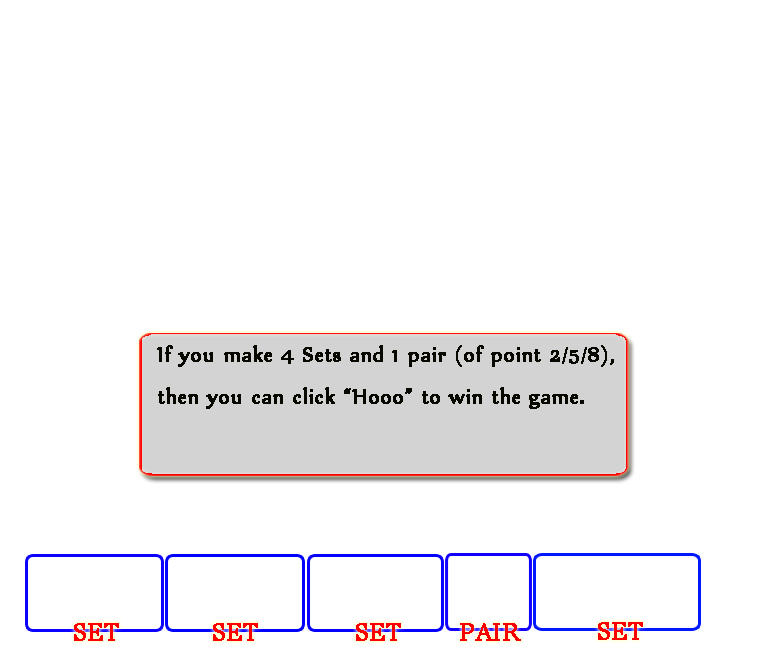 If you make 4 Sets and 1 pair (of point 2/5/8),
then you can click “Hooo” to win the game.
SET SET SET PAIR SET